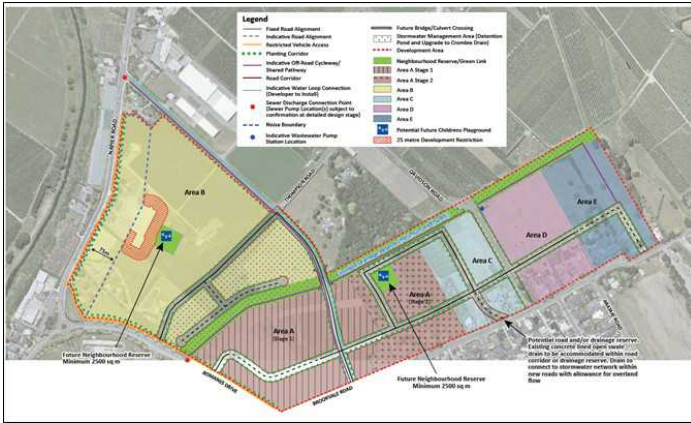 Legend
Fixed Road Alignment
Indicative Road Alignment
Restricted Vehicle Access
Planting Corridor
Indicative Off-Road Cycleway/
Shared Pathway
Road Corridor
Indicative Water Loop Connection
(Developer to Install)
Sewer Discharge Connection Point
(Sewer Pump Location(s) subject to
confirmation at detailed design stage)
Noise Boundary
Indicative Wastewater Pump
Station Location
Future Bridge/Culvert Crossing
Stormwater Management Area (Detention
Pond and Upgrade to Crombie Drain)
Development Area
Neighbourhood Reserve/Green Link
Area A Stage 1
Area A Stage 2
Area B
Area C
Area D
Area E
Potential Future Childrens Playground
25 metre Development Restriction
NAPIER ROAD
THOMPSON ROAD
DAVIDSON ROAD
Area B
75m
Area E
Area D
Area C
Area A
(Stage 2)
Area A
(Stage 1)
ROMANES DRIVE
BROOKVALE ROAD
Future Neighbourhood Reserve
Minimum 2500 sq m
Future Neighbourhood Reserve
Minimum 2500 sq m
Potential road and/or drainage reserve
Existing concrete lined open swale
drain to be accommodated within road
corridor or drainage reserve. Drain to
connect to stormwater network within
new roads with allowance for overland
flow